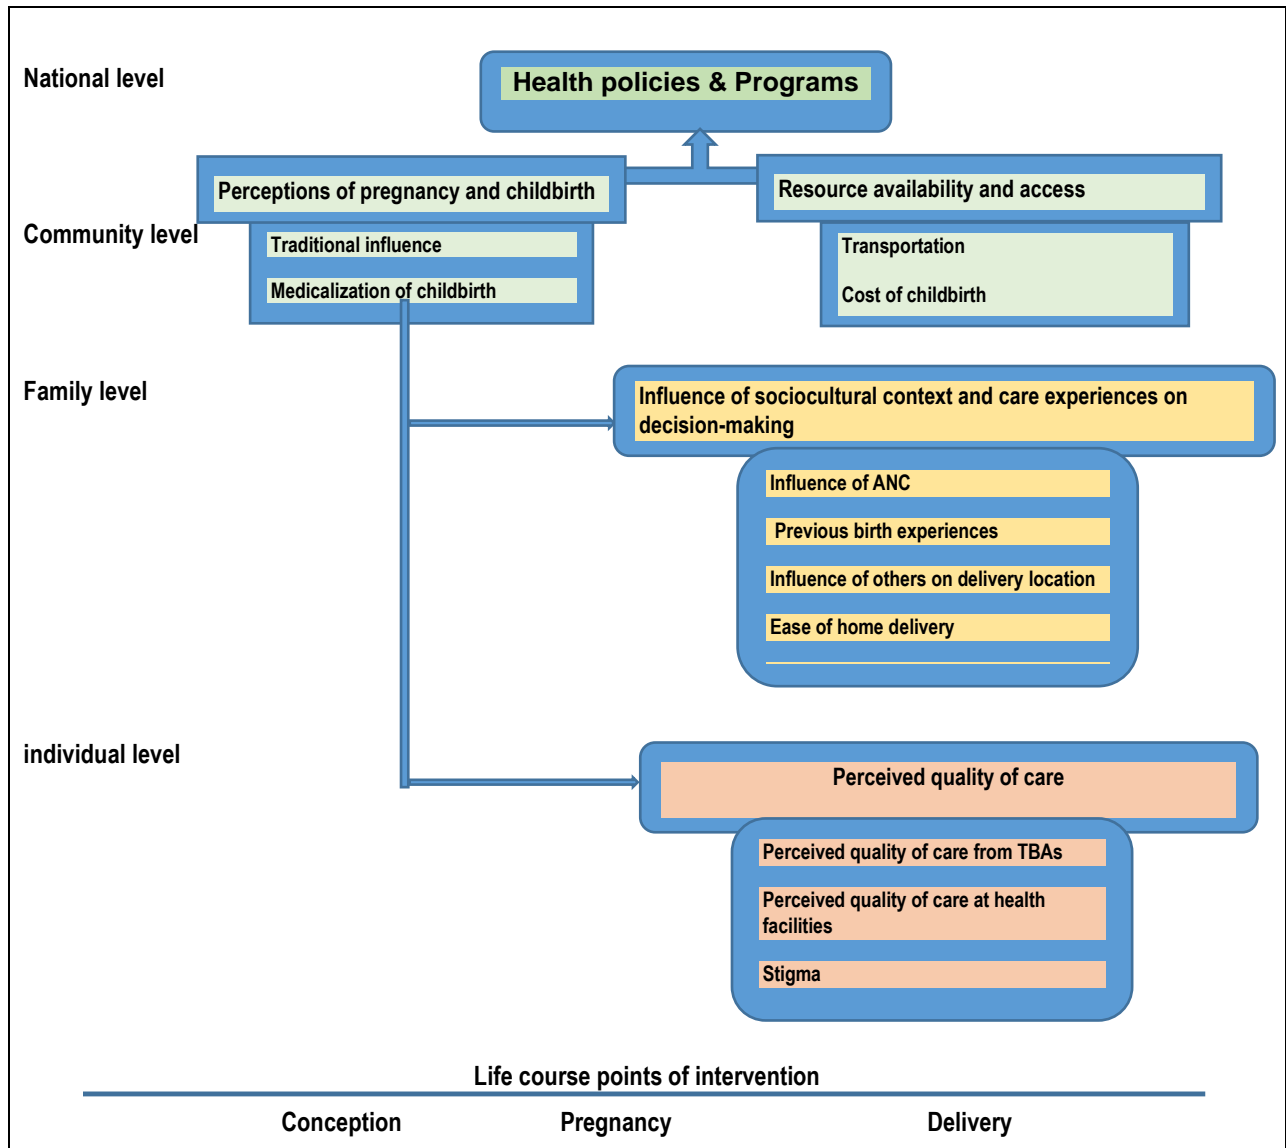 National level
Health policies & Programs
Perceptions of pregnancy and childbirth
Resource availability and access
Community level
Traditional influence
Medicalization of childbirth
Transportation
Cost of childbirth
Family level
Influence of sociocultural context and care experiences on
decision-making
Influence of ANC
Previous birth experiences
Influence of others on delivery location
Ease of home delivery
individual level
Perceived quality of care
Perceived quality of care from TBAs
Perceived quality of care at health
facilities
Stigma
Life course points of intervention
Conception Pregnancy Delivery